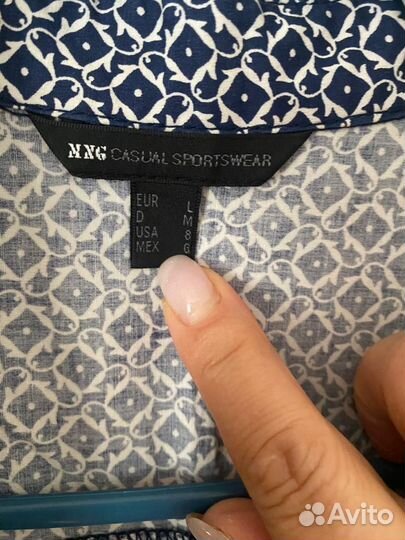 MNG CASUAL SPORTSWEAR
EUR L
D M
USA 8
MEX G
Avito